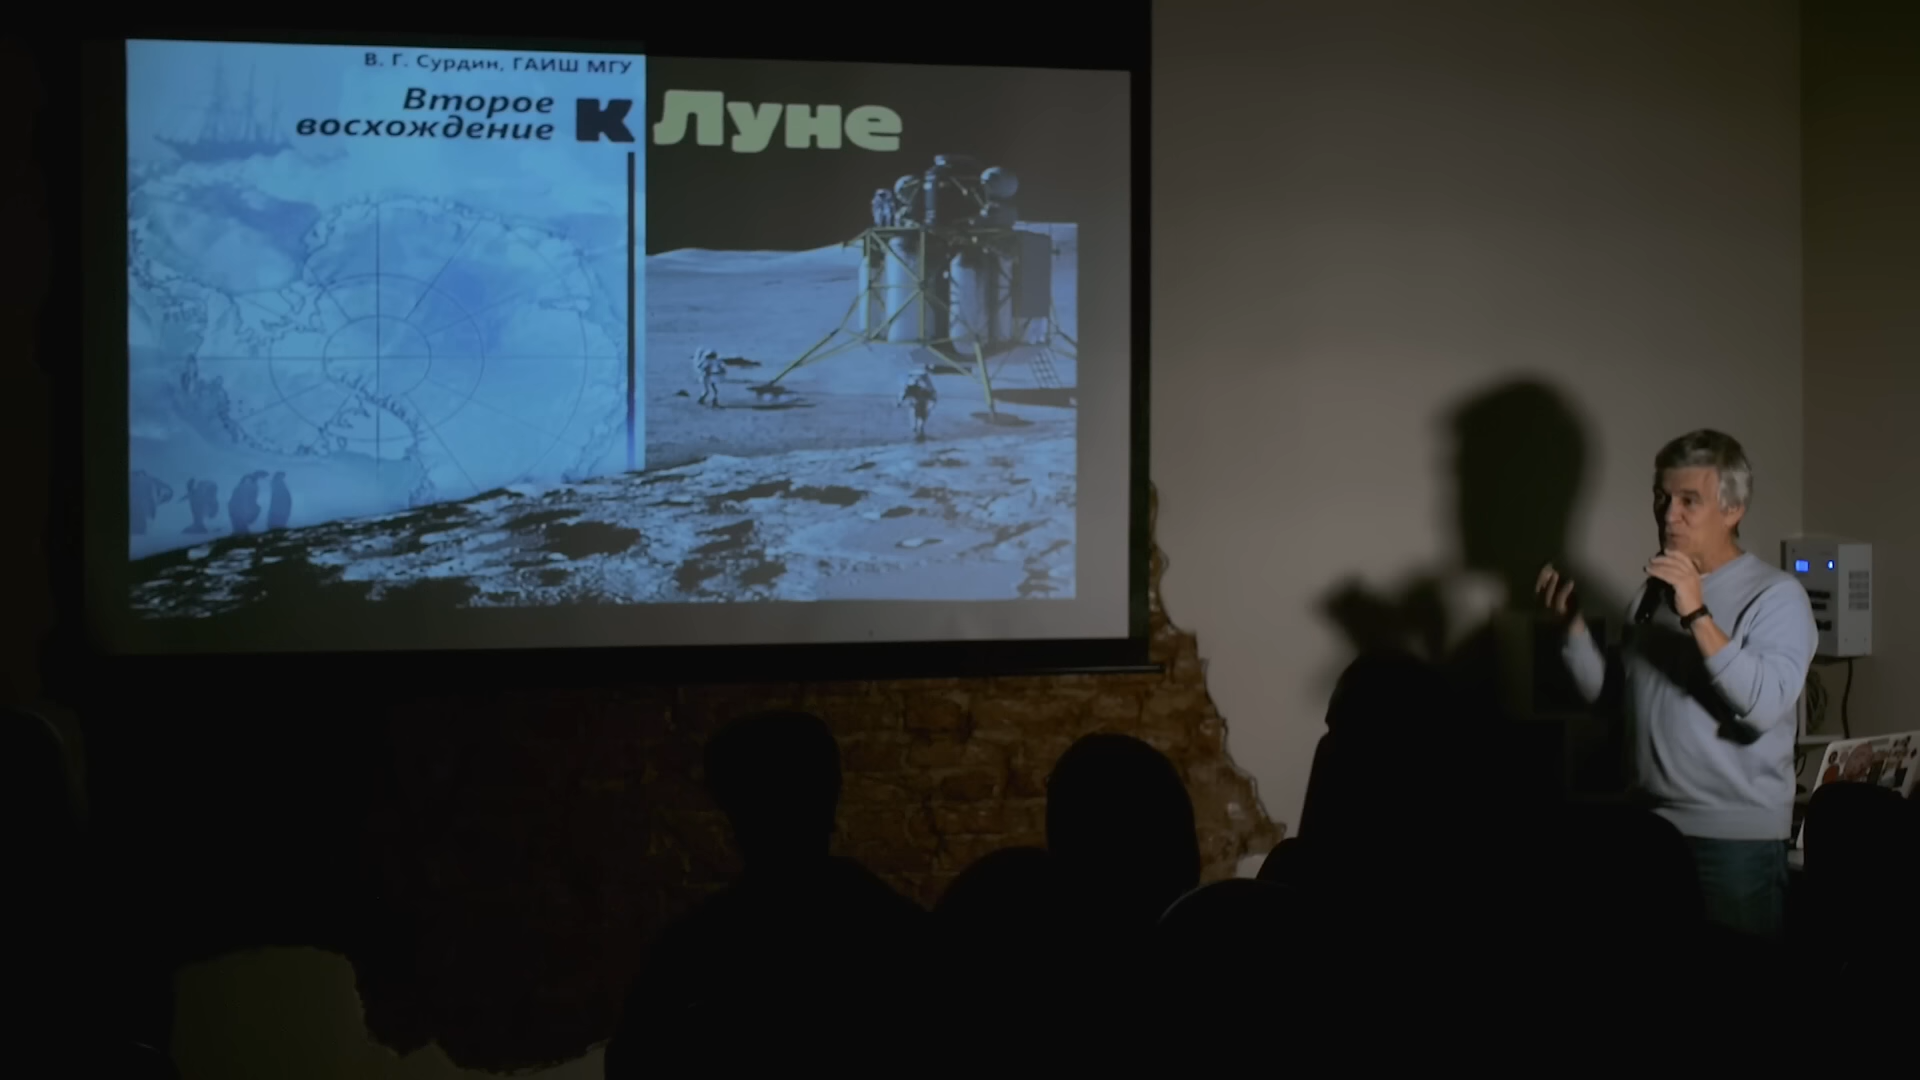 В. Г. Сурдин, ГАИШ МГУ
Второе
восхождение к Луне